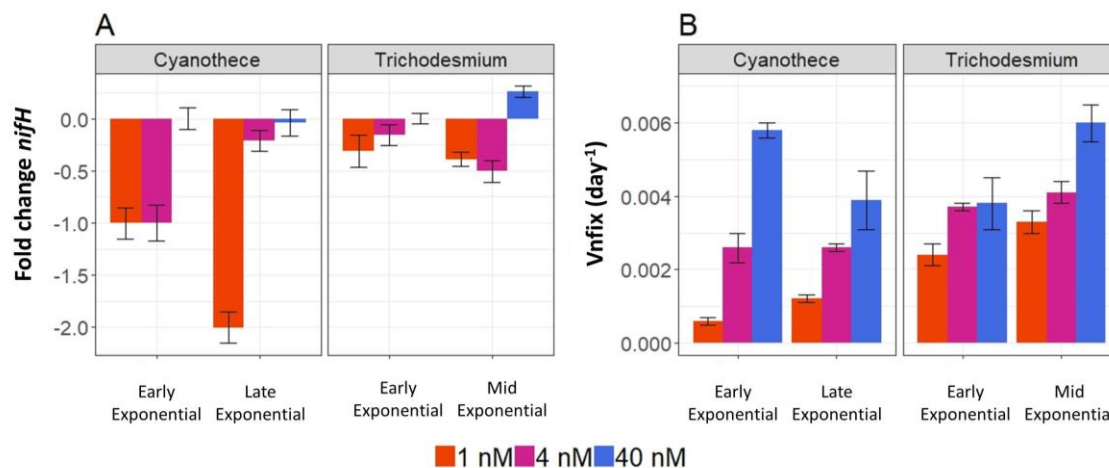 A
Cyanothece
Trichodesmium
Fold change nifH
0.0
-0.5
-1.0
-1.5
-2.0
Early
Exponential
Late
Exponential
Early
Exponential
Mid
Exponential
B
Cyanothece
Trichodesmium
Vnfix (day⁻¹)
0.006
0.004
0.002
0.000
Early
Exponential
Late
Exponential
Early
Exponential
Mid
Exponential
1 nM 4 nM 40 nM